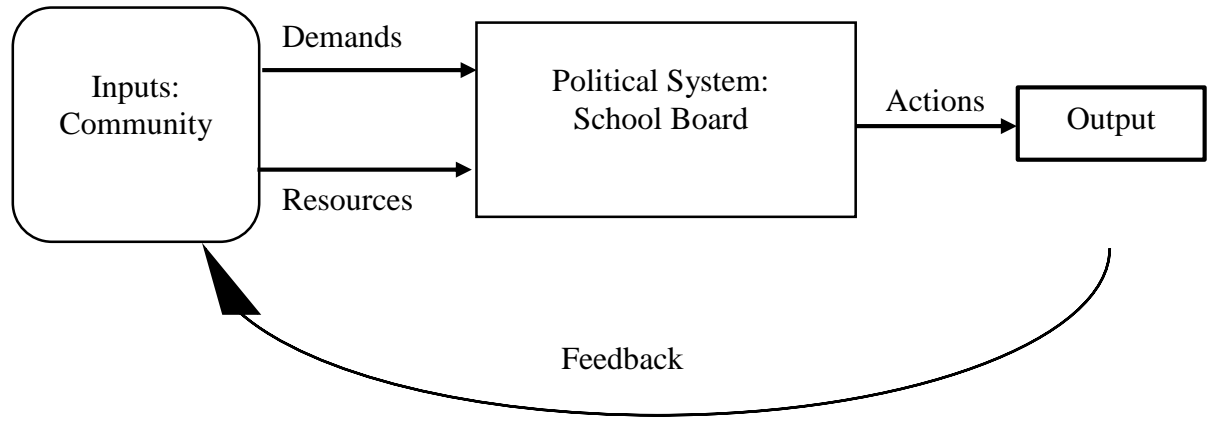 Demands
Inputs:
Community
Political System:
School Board
Actions
Output
Resources
Feedback